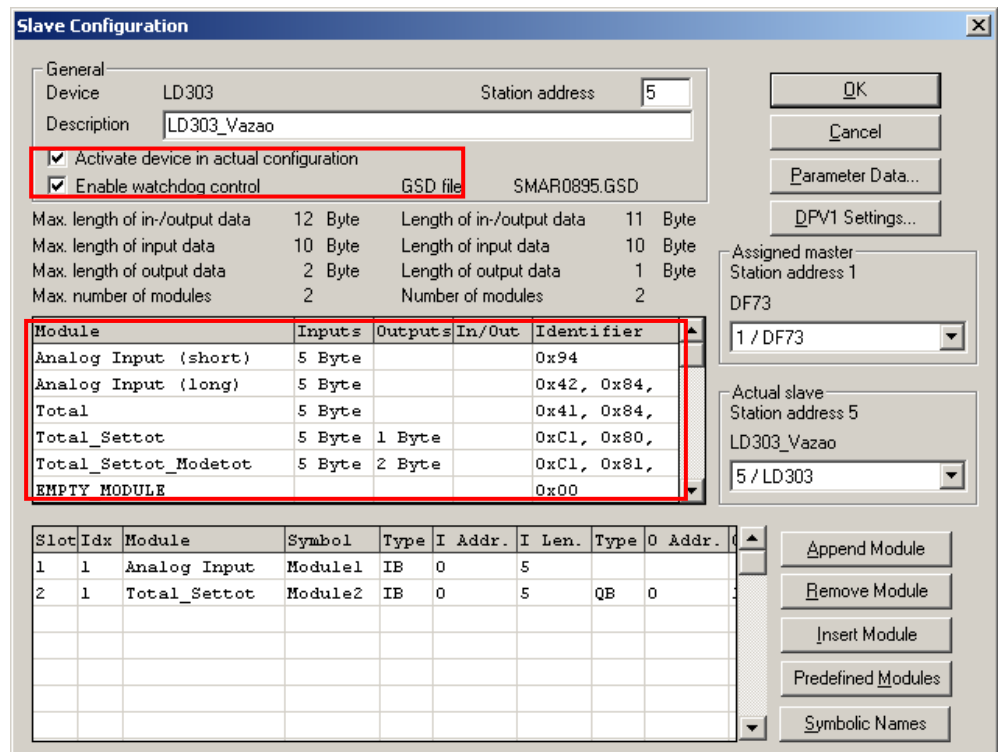 Slave Configuration
General
Device LD303 Station address 5
Description LD303_Vazao
Activate device in actual configuration
Enable watchdog control GSD file SMAR0895.GSD
Max. length of in-/output data 12 Byte Length of in-/output data 11 Byte
Max. length of input data 10 Byte Length of input data 10 Byte
Max. length of output data 2 Byte Length of output data 1 Byte
Max. number of modules 2 Number of modules 2
OK
Cancel
Parameter Data...
DPV1 Settings...
Assigned master
Station address 1
DF73
1 / DF73
Module Inputs Outputs In/Out Identifier
Analog Input (short) 5 Byte 0x94
Analog Input (long) 5 Byte 0x42, 0x84,
Total 5 Byte 0x41, 0x84,
Total_Settot 5 Byte 1 Byte 0xC1, 0x80,
Total_Settot_Modetot 5 Byte 2 Byte 0xC1, 0x81,
EMPTY MODULE 0x00
Actual slave
Station address 5
LD303_Vazao
5 / LD303
Slot Idx Module Symbol Type I Addr. I Len. Type O Addr.
1 1 Analog Input Module1 IB 0 5
2 1 Total_Settot Module2 IB 0 5 QB 0
Append Module
Remove Module
Insert Module
Predefined Modules
Symbolic Names